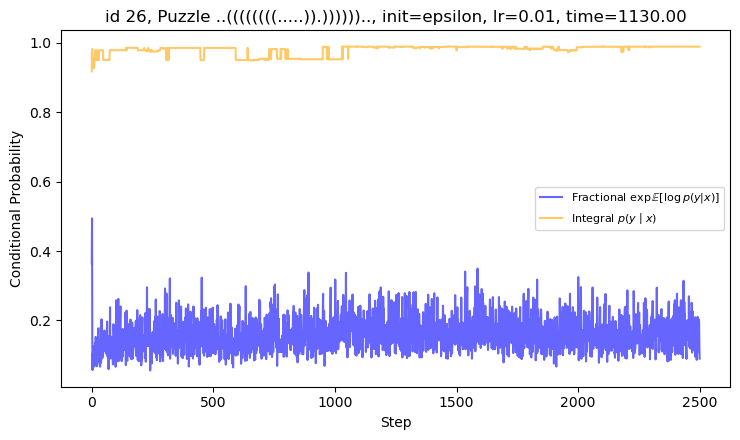 id 26, Puzzle ..((((((((.....)).)))))).., init=epsilon, lr=0.01, time=1130.00
Conditional Probability
1.0
0.8
0.6
0.4
0.2
Fractional exp𝔼[log p(y|x)]
Integral p(y | x)
0
500
1000
1500
2000
2500
Step